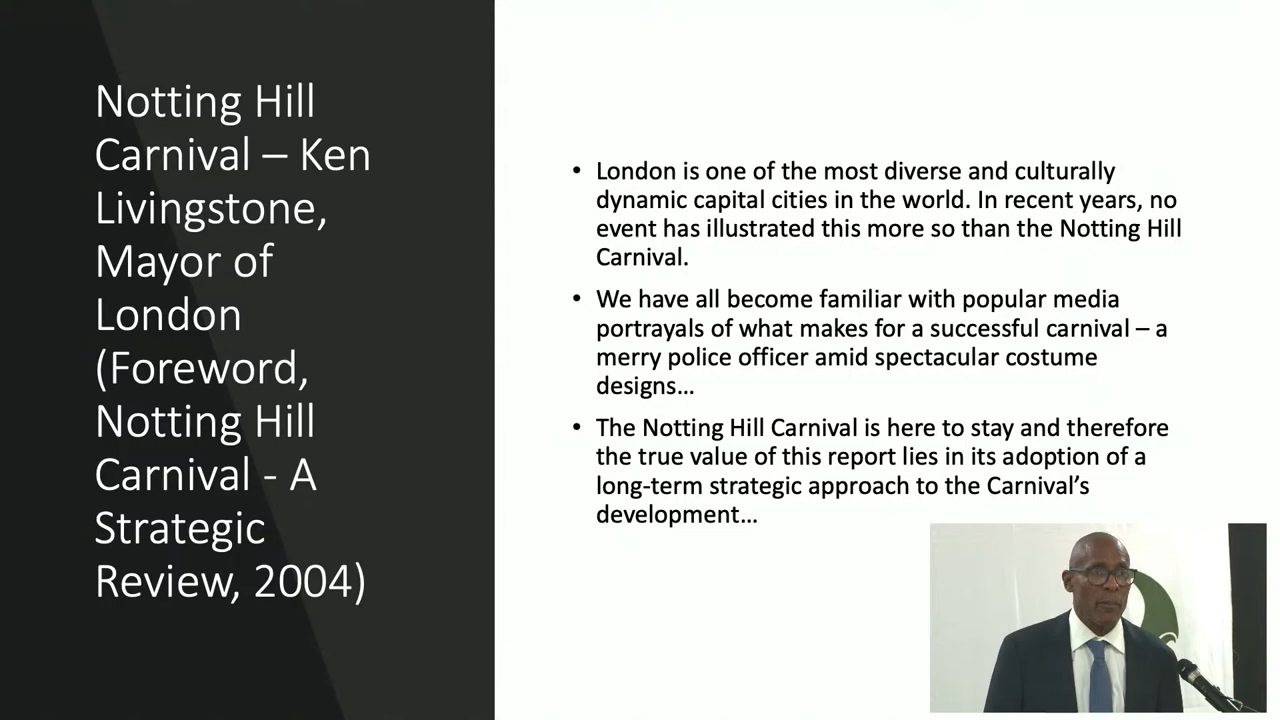 Notting Hill
Carnival – Ken
Livingstone,
Mayor of
London
(Foreword,
Notting Hill
Carnival - A
Strategic
Review, 2004)
• London is one of the most diverse and culturally
dynamic capital cities in the world. In recent years, no
event has illustrated this more so than the Notting Hill
Carnival.
• We have all become familiar with popular media
portrayals of what makes for a successful carnival – a
merry police officer amid spectacular costume
designs…
• The Notting Hill Carnival is here to stay and therefore
the true value of this report lies in its adoption of a
long-term strategic approach to the Carnival’s
development…